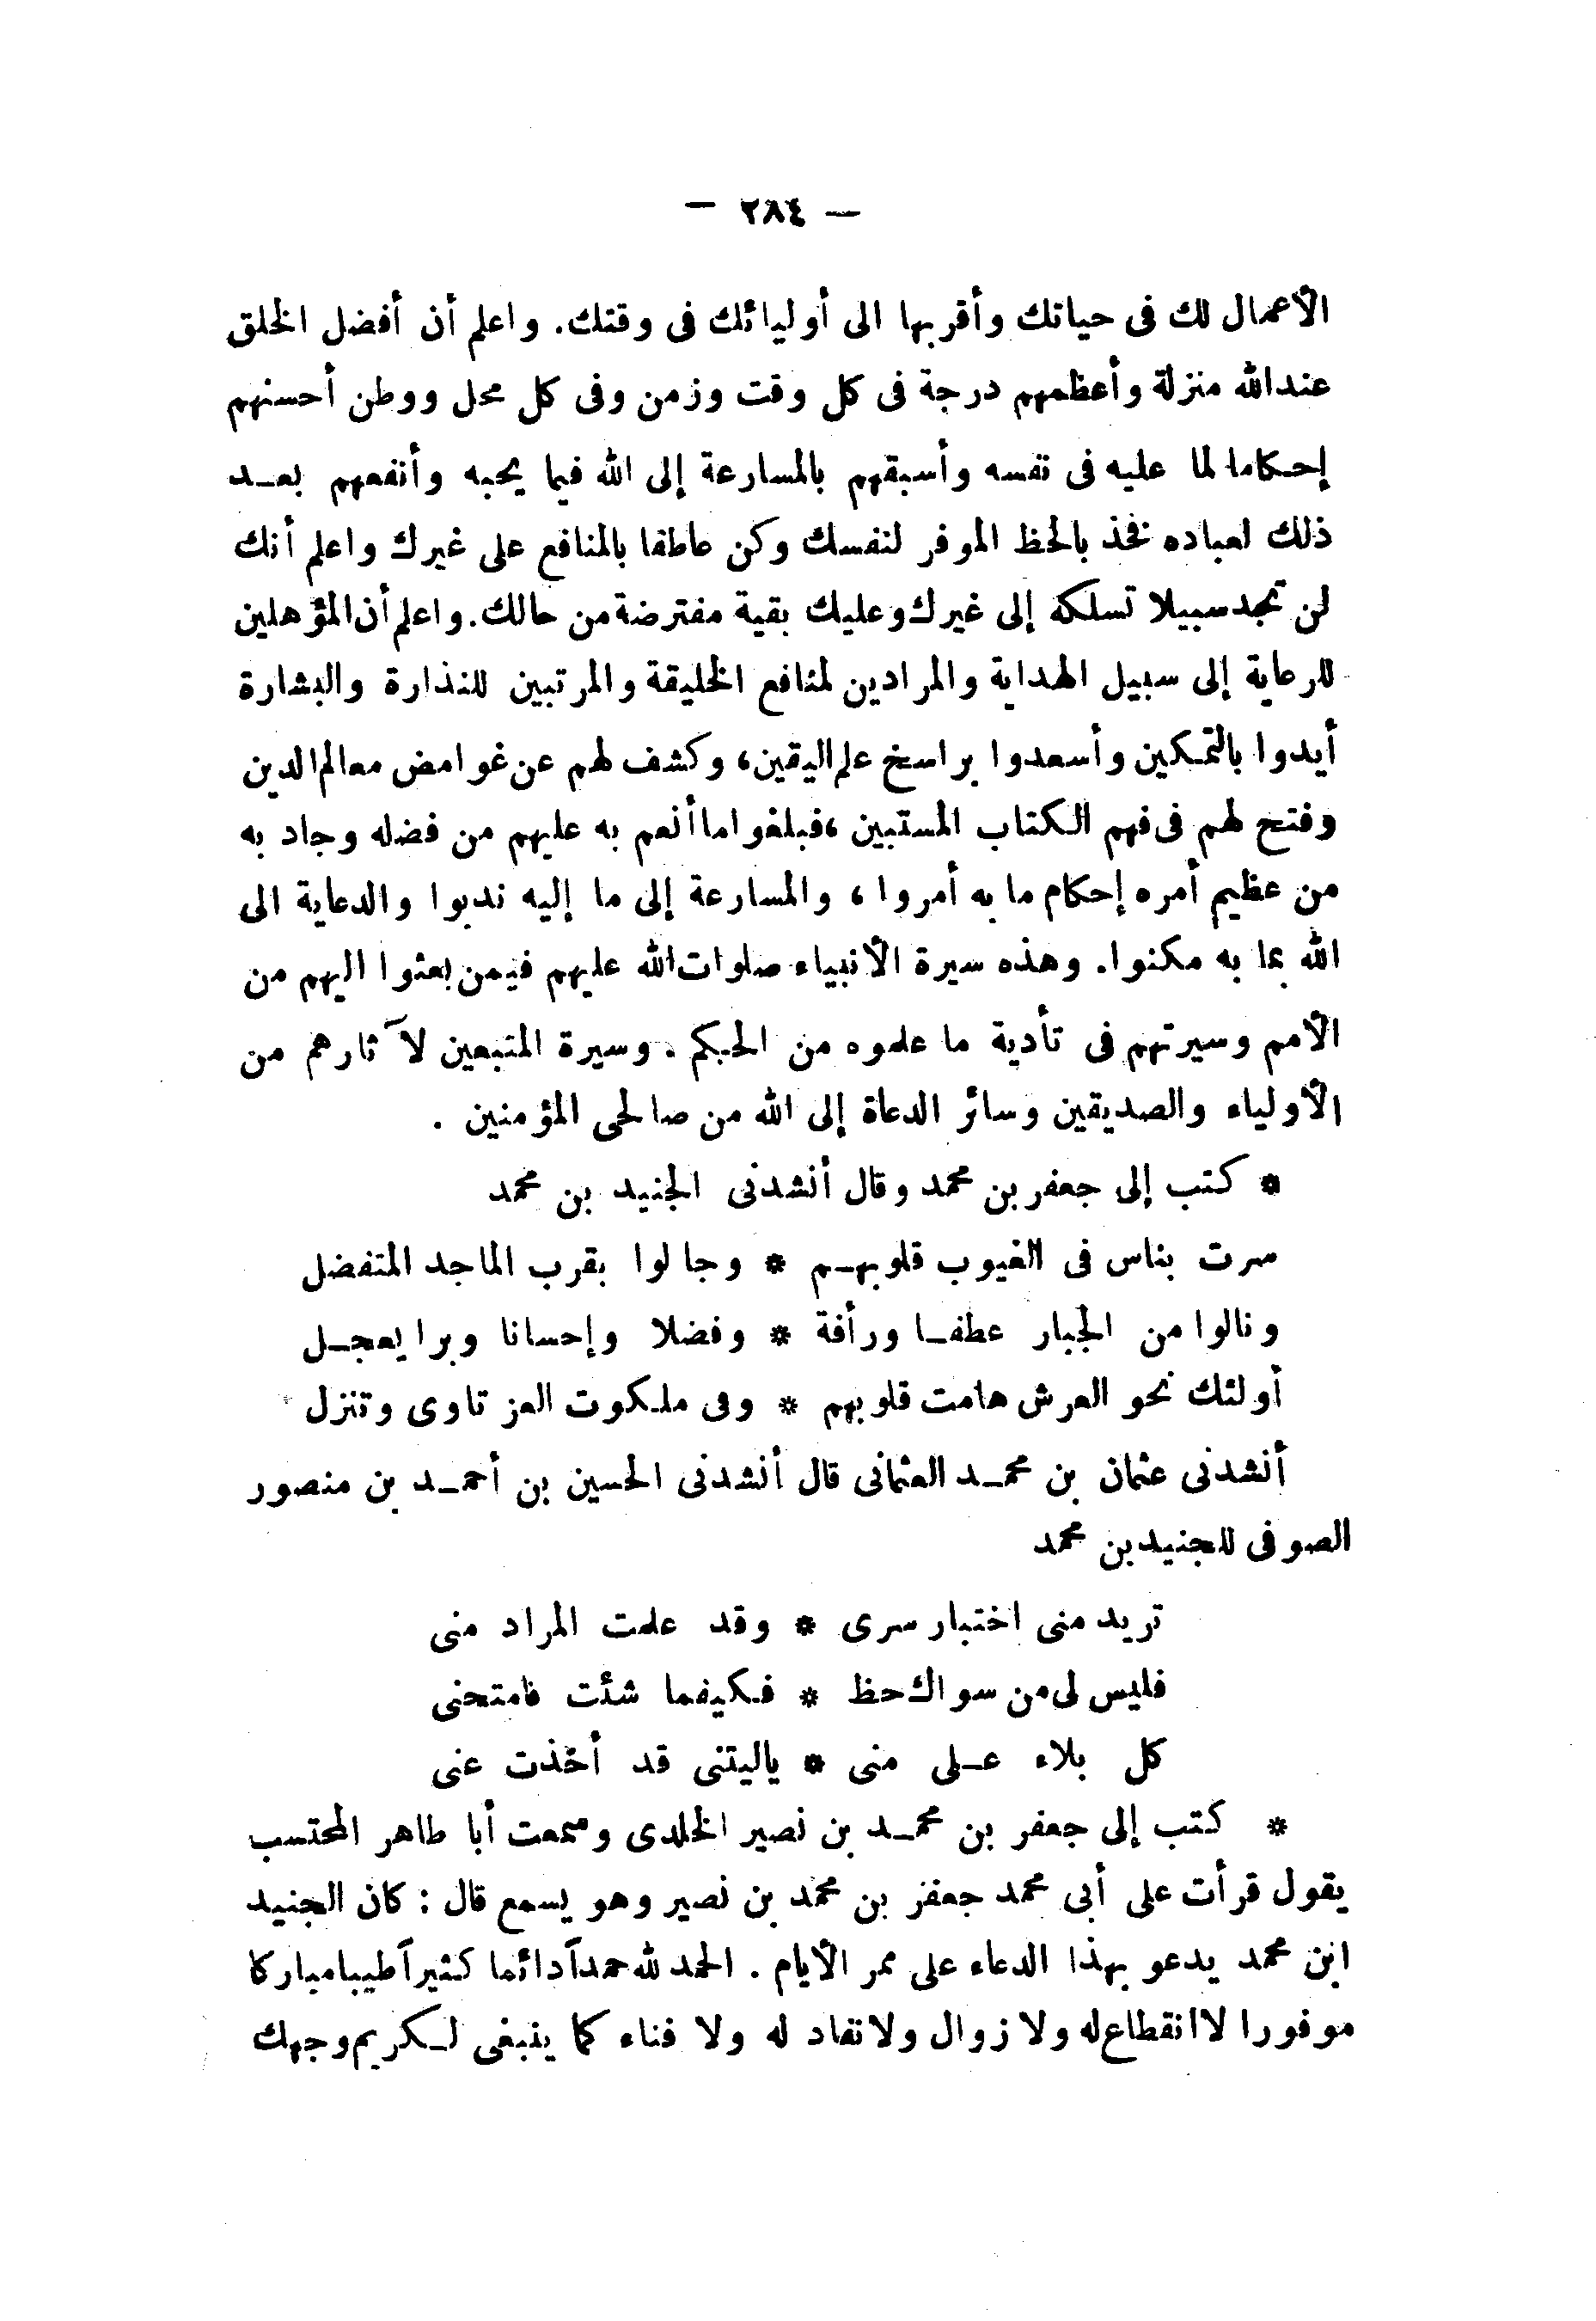 — ٢٨٤ —
الأعمال لك فى حياتك وأقربها الى أوليائك فى وقتك. واعلم أن أفضل الخلق
عندالله منزلة وأعظمهم درجة فى كل وقت وزمن وفى كل محل ووطن أحسنهم
إحكاما لما عليه فى نفسه وأسبقهم بالمسارعة إلى الله فيما يحبه وأنفعهم بعد
ذلك لعباده فخذ بالحظ الموفر لنفسك وكن عاطفا بالمنافع على غيرك واعلم أنك
لن تجد سبيلا تسلكه إلى غيرك وعليك بقية مفترضة من حالك. واعلم أن المؤهلين
للرعاية إلى سبيل الهداية والمرادين لمنافع الخليقة والمرتبين للنذارة والبشارة
أيدوا بالتمكين وأسعدوا براسخ علم اليقين، وكشف لهم عن غوامض معالم الدين
وفتح لهم فى فهم الكتاب المستبين ،فبلغوا ما أنعم به عليهم من فضله وجاد به
من عظيم أمره إحكام ما به أمروا ، والمسارعة إلى ما إليه ندبوا والدعاية الى
الله بما به مكنوا. وهذه سيرة الأنبياء صلوات الله عليهم فيمن بعثوا اليهم من
الأمم وسيرتهم فى تأدية ما علموه من الحكم . وسيرة المتبعين لآثارهم من
الأولياء والصديقين وسائر الدعاة إلى الله من صالحى المؤمنين .
* كتب إلى جعفر بن محمد وقال أنشدنى الجنيد بن محمد
سرت بناس فى الغيوب قلوبهم * وجالوا بقرب الماجد المتفضل
ونالوا من الجبار عطفا ورأفة * وفضلا وإحسانا وبرا يعجل
أولئك نحو العرش هامت قلوبهم * وفى ملكوت العز تاوى وتنزل
أنشدنى عثمان بن محمد العثمانى قال أنشدنى الحسين بن أحمد بن منصور
الصوفى للجنيد بن محمد
تريد منى اختبار سرى * وقد علمت المراد منى
فليس لى من سواك حظ * فكيفما شئت فامتحنى
كل بلاء على منى * ياليتنى قد أخذت عنى
* كتب إلى جعفر بن محمد بن نصير الخلدى وسمعت أبا طاهر المحتسب
يقول قرأت على أبى محمد جعفر بن محمد بن نصير وهو يسمع قال : كان الجنيد
ابن محمد يدعو بهذا الدعاء على ممر الأيام . الحمد لله حمداً دائما كثيراً طيبا مباركا
موفورا لا انقطاع له ولا زوال ولا نفاد له ولا فناء كما ينبغى لكريم وجهك